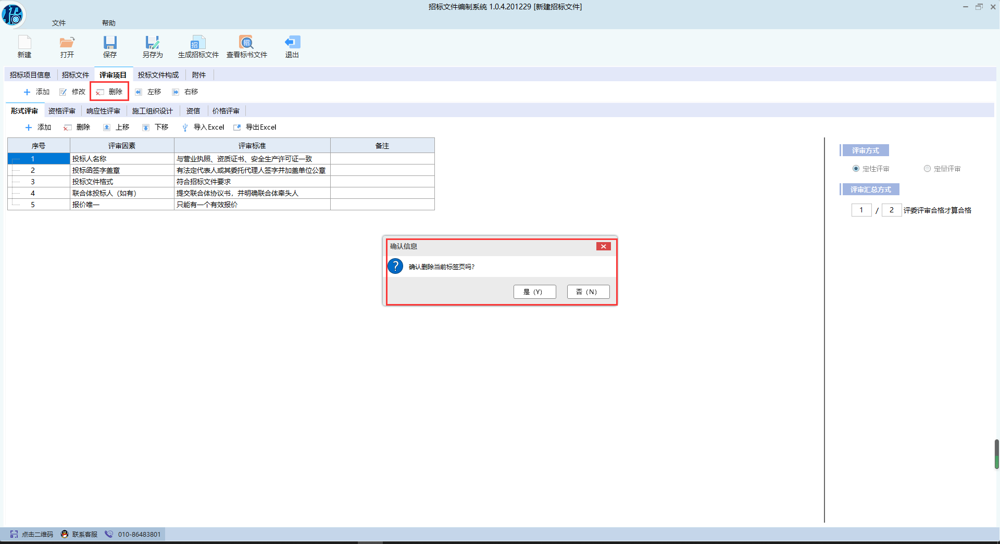 招标文件编制系统 1.0.4.201229 [新建招标文件]
文件 帮助
新建 打开 保存 另存为 生成招标文件 查看标书文件 退出
招标项目信息 招标文件 评审项目 投标文件构成 附件
添加 修改 删除 左移 右移
形式评审 资格评审 响应性评审 施工组织设计 资信 价格评审
添加 删除 上移 下移 导入Excel 导出Excel
序号 评审因素 评审标准 备注
1 投标人名称 与营业执照、资质证书、安全生产许可证一致
2 投标函签字盖章 有法定代表人或其委托代理人签字并加盖单位公章
3 投标文件格式 符合招标文件要求
4 联合体投标人（如有） 提交联合体协议书，并明确联合体牵头人
5 报价唯一 只能有一个有效报价
评审方式
定性评审 定量评审
评审汇总方式
1 / 2 评委评审合格才算合格
确认信息
确认删除当前标签页吗?
是（Y） 否（N）
点击二维码 联系客服 010-86483801